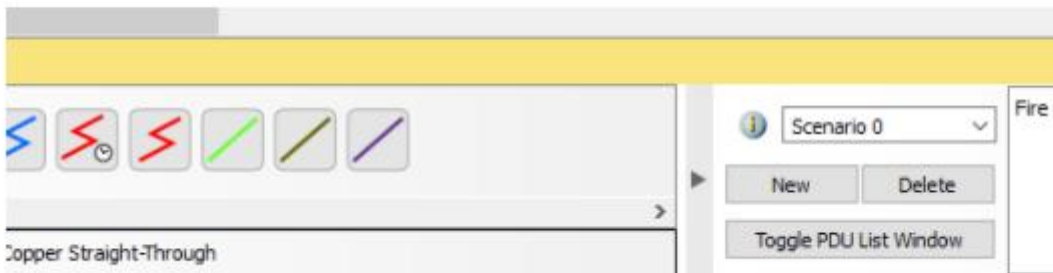 Scenario 0
Fire
New
Delete
Copper Straight-Through
Toggle PDU List Window